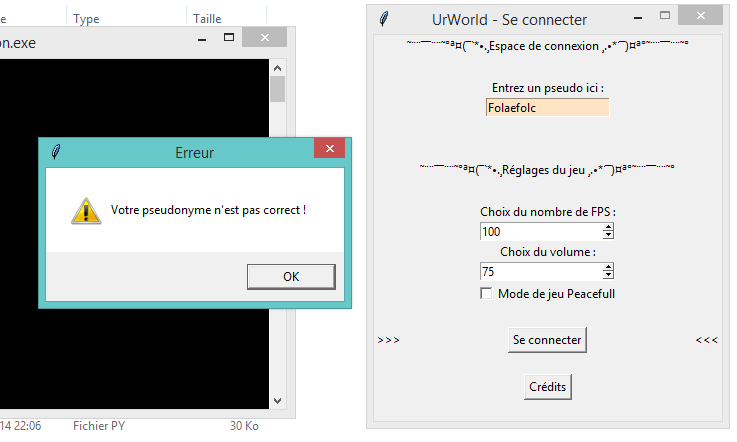 e Type Taille
on.exe
Erreur
Votre pseudonyme n'est pas correct !
OK
14 22:06 Fichier PY 30 Ko
UrWorld - Se connecter
~¨¨¯¯¨¨~°ª¤(¯`*•.¸Espace de connexion ¸.•*´¯)¤ª°~¨¨¯¯¨¨~°
Entrez un pseudo ici :
Folaefolc
~¨¨¯¯¨¨~°ª¤(¯`*•.¸Réglages du jeu ¸.•*´¯)¤ª°~¨¨¯¯¨¨~°
Choix du nombre de FPS :
100
Choix du volume :
75
Mode de jeu Peacefull
>>> Se connecter <<<
Crédits